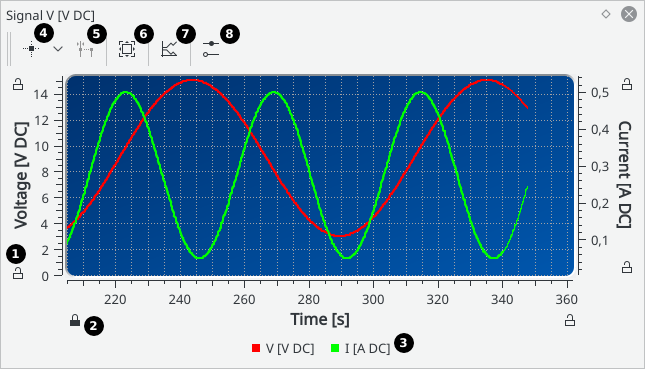 Signal V [V DC]
4 5 6 7 8
14
12
10
8
6
4
2
0
Voltage [V DC]
0,5
0,4
0,3
0,2
0,1
Current [A DC]
1
220 240 260 280 300 320 340 360
2
Time [s]
V [V DC] I [A DC] 3